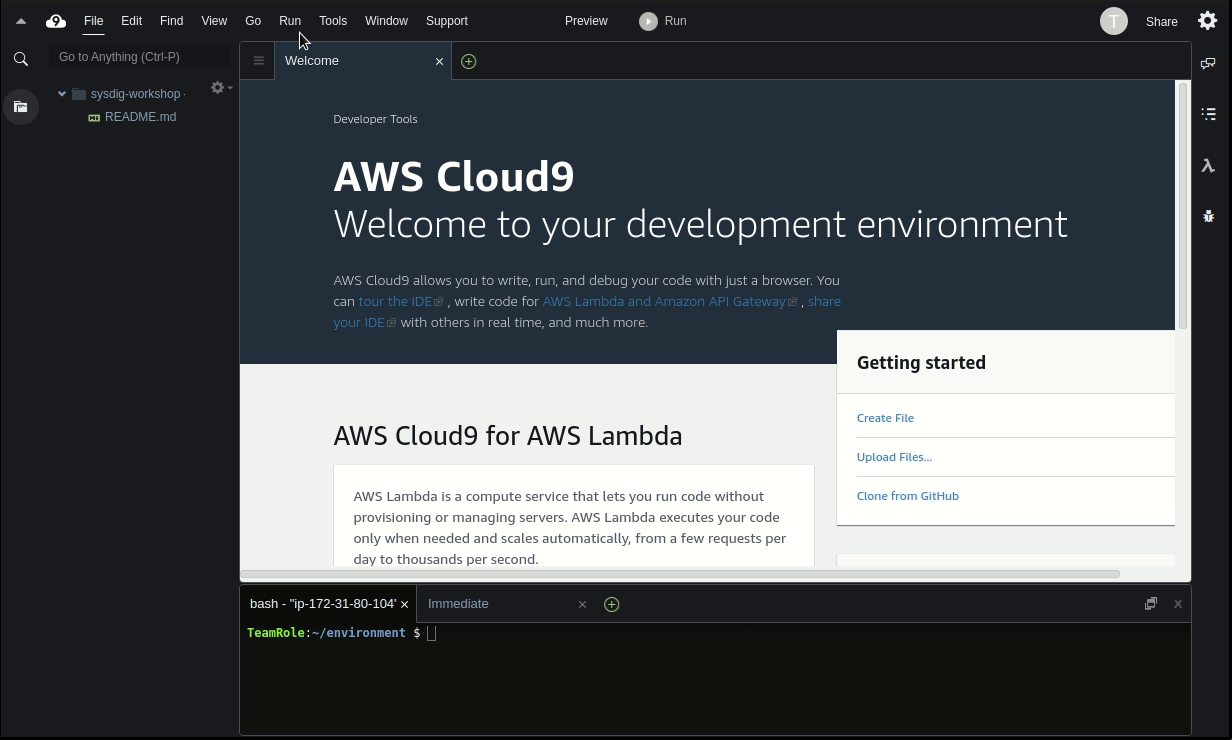 9 File Edit Find View Go Run Tools Window Support Preview Run T Share
Go to Anything (Ctrl-P)
sysdig-workshop
README.md
Welcome
Developer Tools
AWS Cloud9
Welcome to your development environment
AWS Cloud9 allows you to write, run, and debug your code with just a browser. You
can tour the IDE , write code for AWS Lambda and Amazon API Gateway , share
your IDE with others in real time, and much more.
Getting started
Create File
Upload Files...
Clone from GitHub
AWS Cloud9 for AWS Lambda
AWS Lambda is a compute service that lets you run code without
provisioning or managing servers. AWS Lambda executes your code
only when needed and scales automatically, from a few requests per
day to thousands per second.
bash - "ip-172-31-80-104' Immediate
TeamRole:~/environment $